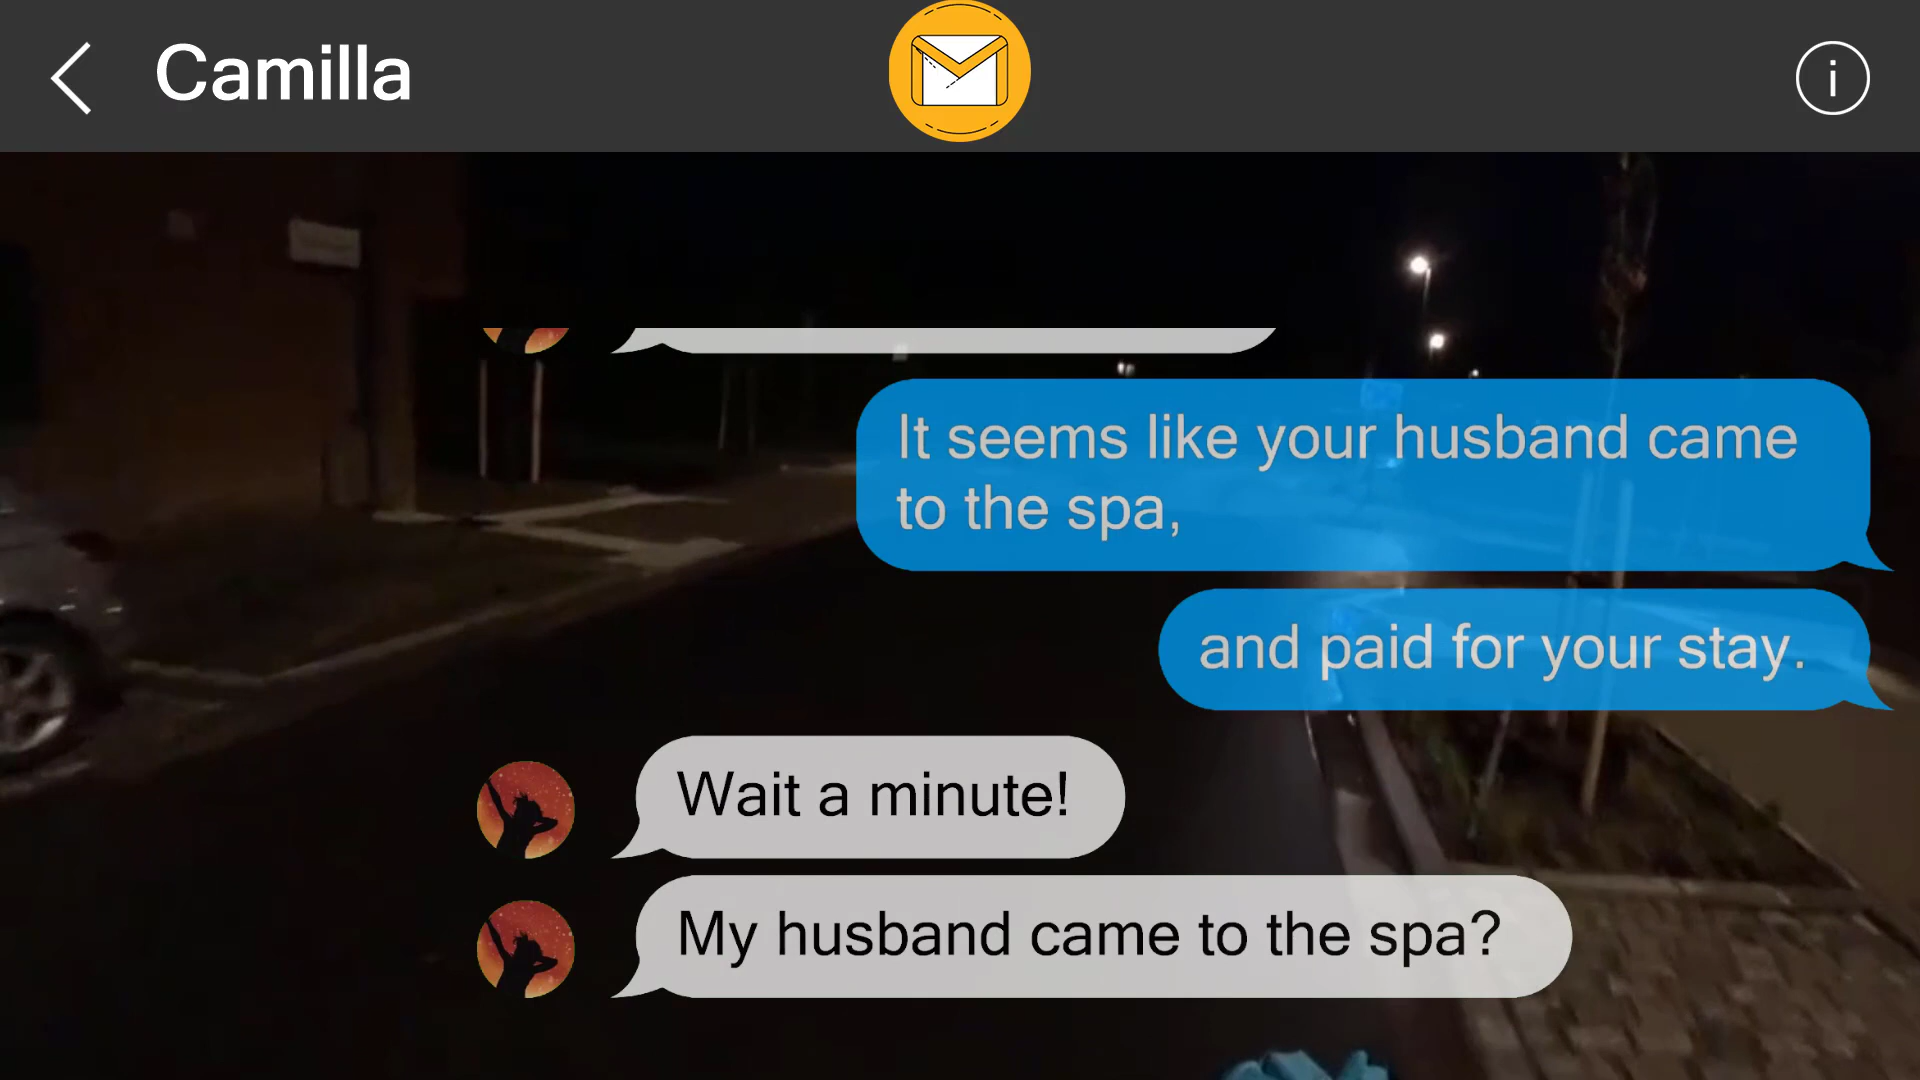 Camilla
i
It seems like your husband came
to the spa,
and paid for your stay.
Wait a minute!
My husband came to the spa?